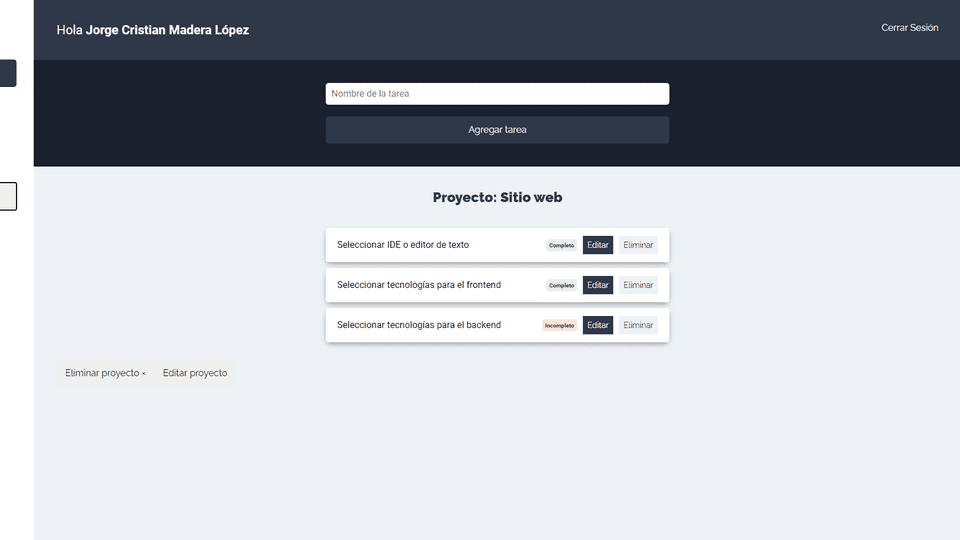 Hola Jorge Cristian Madera López
Cerrar Sesión
Nombre de la tarea
Agregar tarea
Proyecto: Sitio web
Seleccionar IDE o editor de texto Completo Editar Eliminar
Seleccionar tecnologías para el frontend Completo Editar Eliminar
Seleccionar tecnologías para el backend Incompleto Editar Eliminar
Eliminar proyecto × Editar proyecto